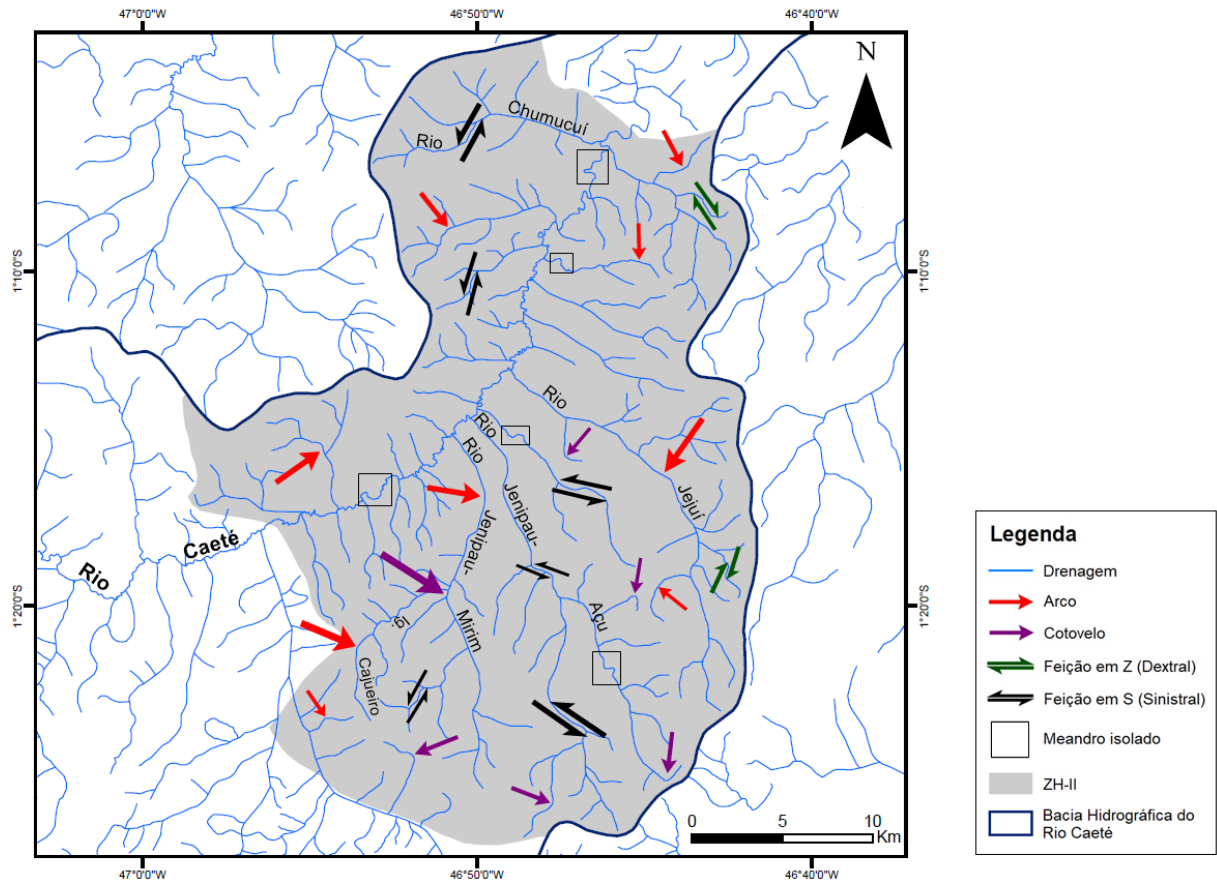 47°0'0"W
46°50'0"W
46°40'0"W
N
Rio
Chumucuí
1°10'0"S
1°10'0"S
Rio
Jejuí
Rio
Jenipau-
Açu
Rio
Jenipau-
Mirim
Rio
Caeté
Ig.
Cajueiro
1°20'0"S
1°20'0"S
0 5 10
Km
47°0'0"W
46°50'0"W
46°40'0"W
Legenda
Drenagem
Arco
Cotovelo
Feição em Z (Dextral)
Feição em S (Sinistral)
Meandro isolado
ZH-II
Bacia Hidrográfica do
Rio Caeté